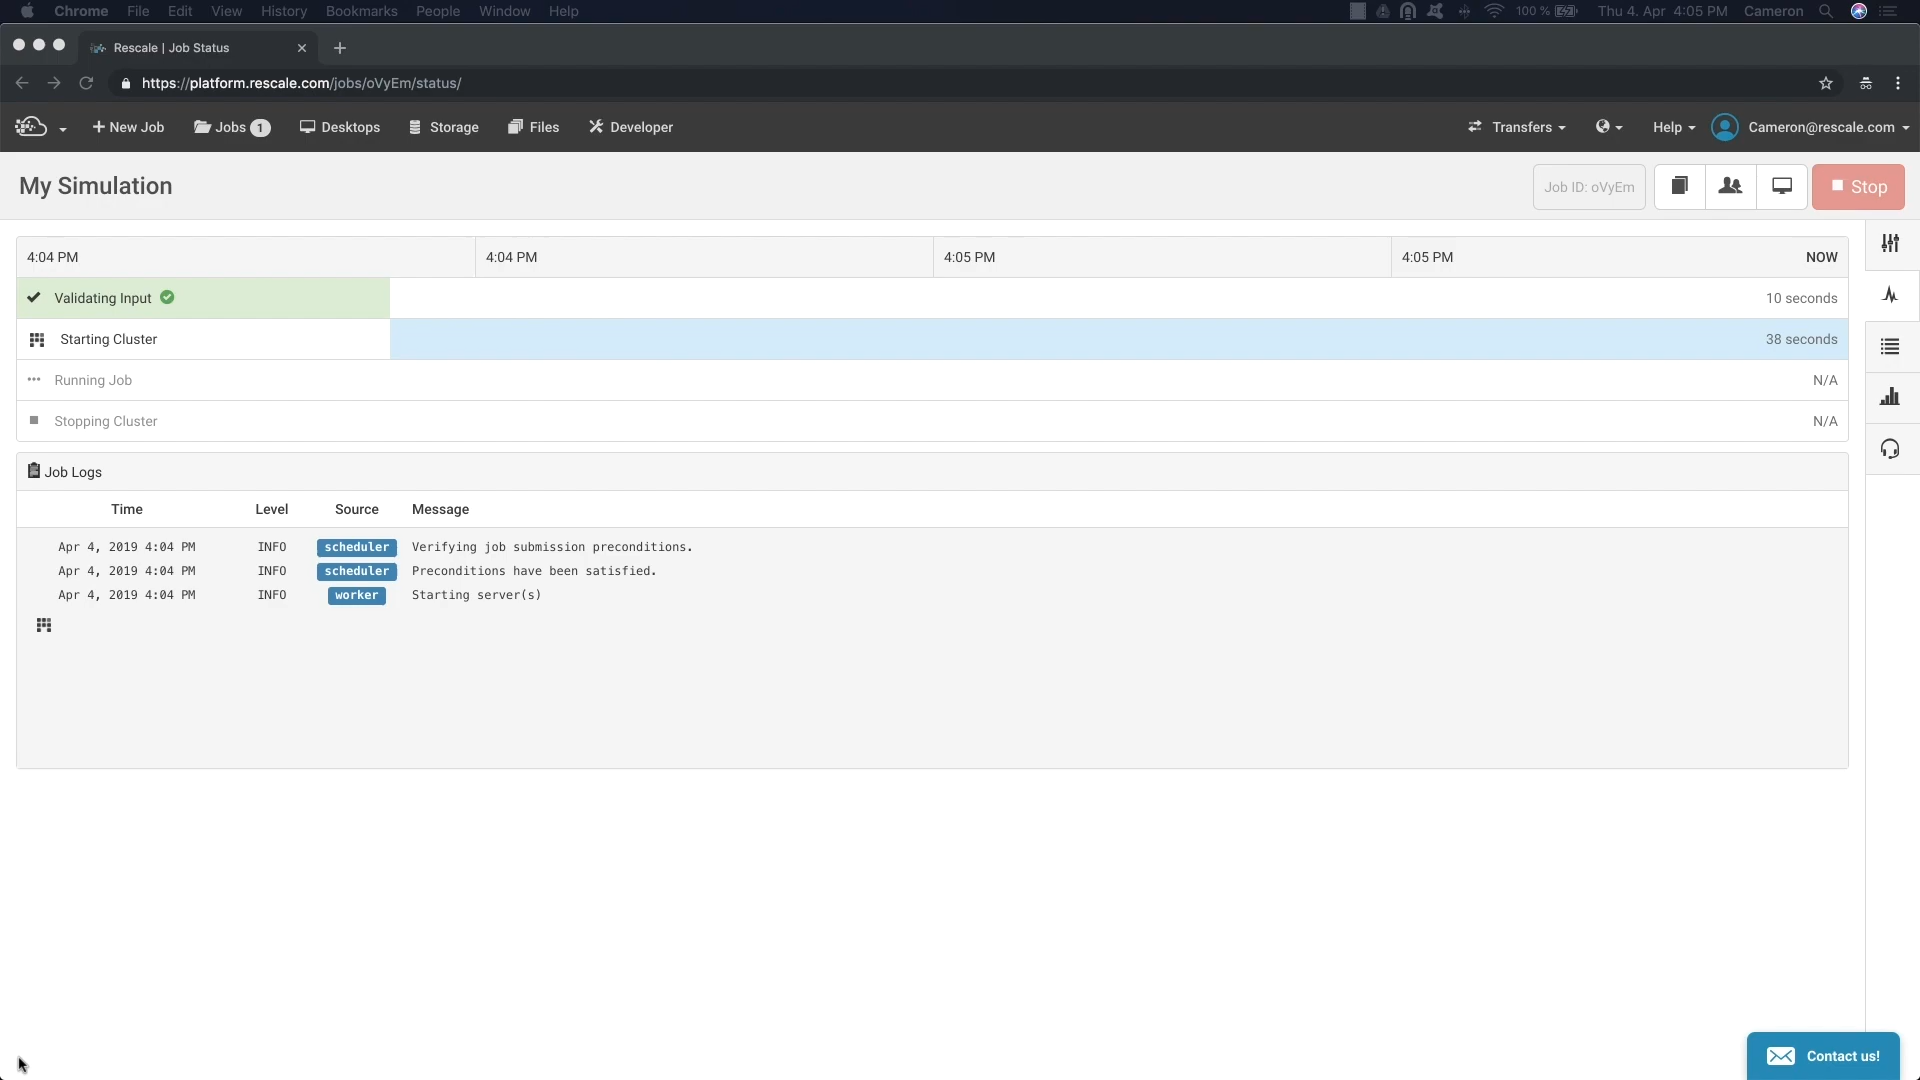 Chrome File Edit View History Bookmarks People Window Help 100 % Thu 4. Apr 4:05 PM Cameron
Rescale | Job Status
https://platform.rescale.com/jobs/oVyEm/status/
New Job Jobs 1 Desktops Storage Files Developer Transfers Help Cameron@rescale.com
My Simulation Job ID: oVyEm Stop
4:04 PM 4:04 PM 4:05 PM 4:05 PM NOW
Validating Input 10 seconds
Starting Cluster 38 seconds
Running Job N/A
Stopping Cluster N/A
Job Logs
Time Level Source Message
Apr 4, 2019 4:04 PM INFO scheduler Verifying job submission preconditions.
Apr 4, 2019 4:04 PM INFO scheduler Preconditions have been satisfied.
Apr 4, 2019 4:04 PM INFO worker Starting server(s)
Contact us!